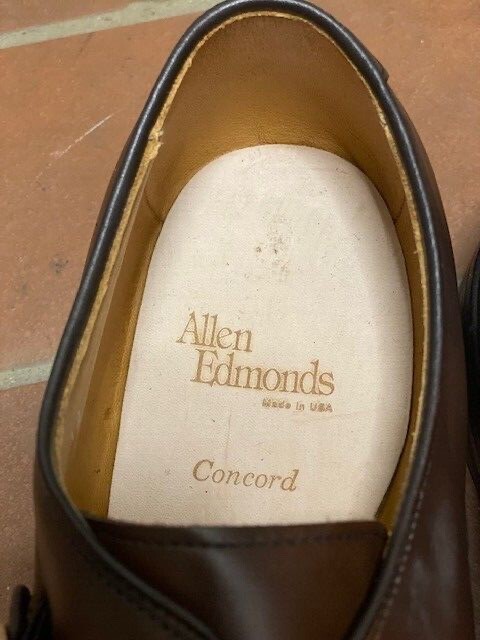 Allen
Edmonds
Made in USA
Concord